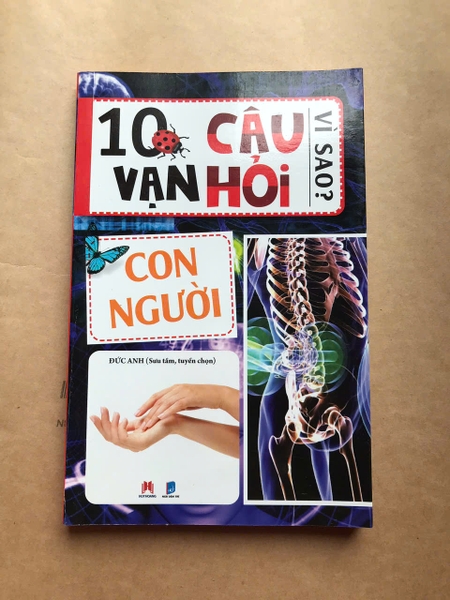 10 CÂU
VẠN HỎI
VÌ SAO?
CON
NGƯỜI
ĐỨC ANH (Sưu tầm, tuyển chọn)